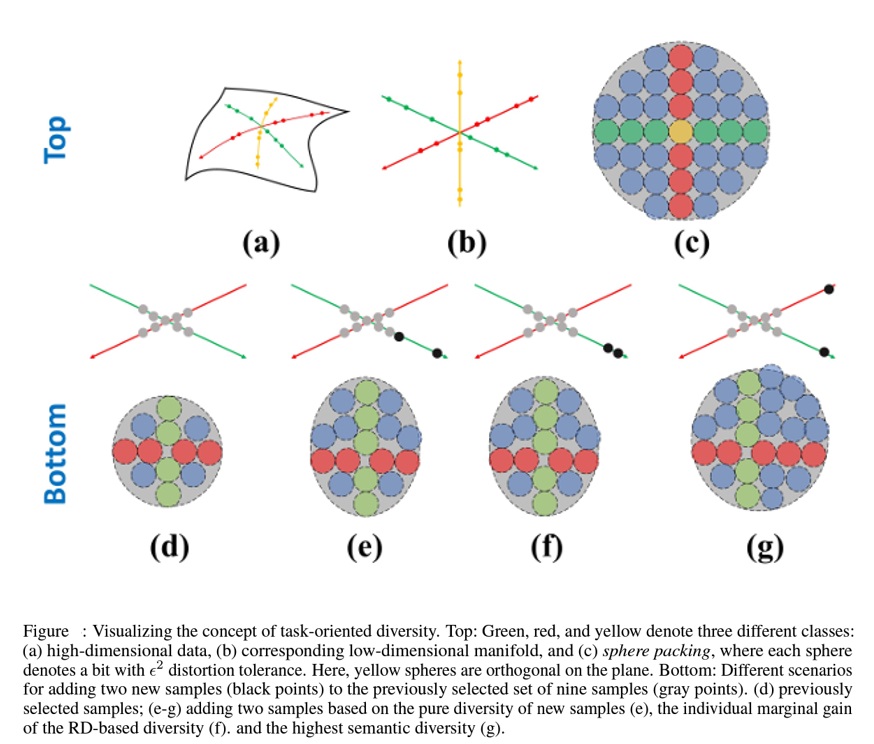 Top
(a)
(b)
(c)
Bottom
(d)
(e)
(f)
(g)
Figure : Visualizing the concept of task-oriented diversity. Top: Green, red, and yellow denote three different classes:
(a) high-dimensional data, (b) corresponding low-dimensional manifold, and (c) sphere packing, where each sphere
denotes a bit with ϵ² distortion tolerance. Here, yellow spheres are orthogonal on the plane. Bottom: Different scenarios
for adding two new samples (black points) to the previously selected set of nine samples (gray points). (d) previously
selected samples; (e-g) adding two samples based on the pure diversity of new samples (e), the individual marginal gain
of the RD-based diversity (f). and the highest semantic diversity (g).